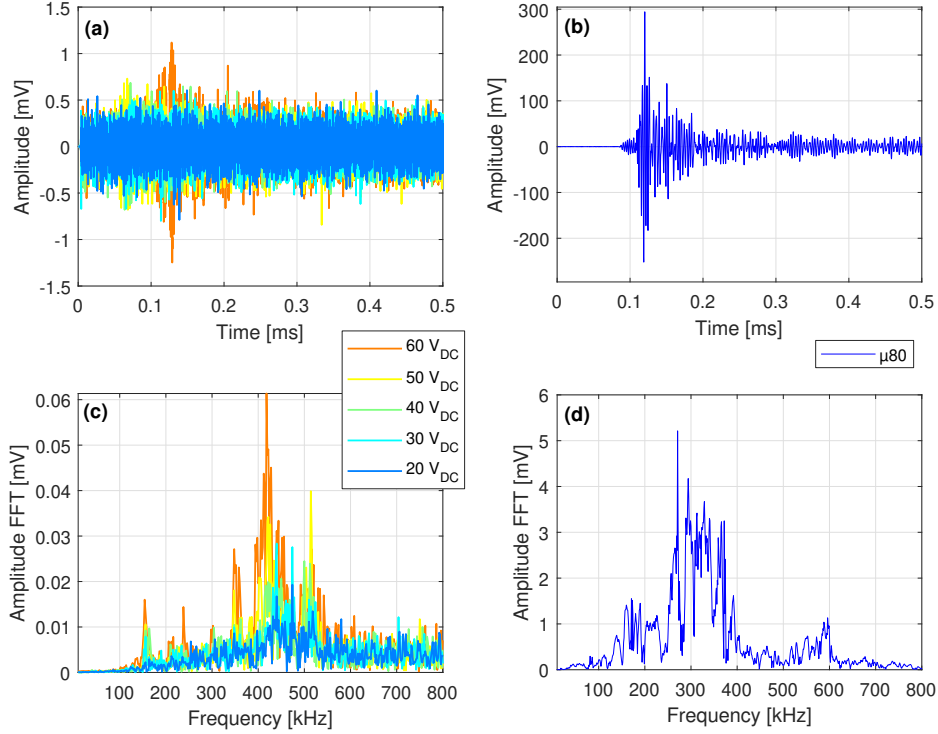 (a)
1.5
1
0.5
0
-0.5
-1
-1.5
Amplitude [mV]
0 0.1 0.2 0.3 0.4 0.5
Time [ms]
(b)
300
200
100
0
-100
-200
Amplitude [mV]
0 0.1 0.2 0.3 0.4 0.5
Time [ms]
60 V_DC
50 V_DC
40 V_DC
30 V_DC
20 V_DC
µ80
(c)
0.06
0.05
0.04
0.03
0.02
0.01
0
Amplitude FFT [mV]
100 200 300 400 500 600 700 800
Frequency [kHz]
(d)
6
5
4
3
2
1
0
Amplitude FFT [mV]
100 200 300 400 500 600 700 800
Frequency [kHz]